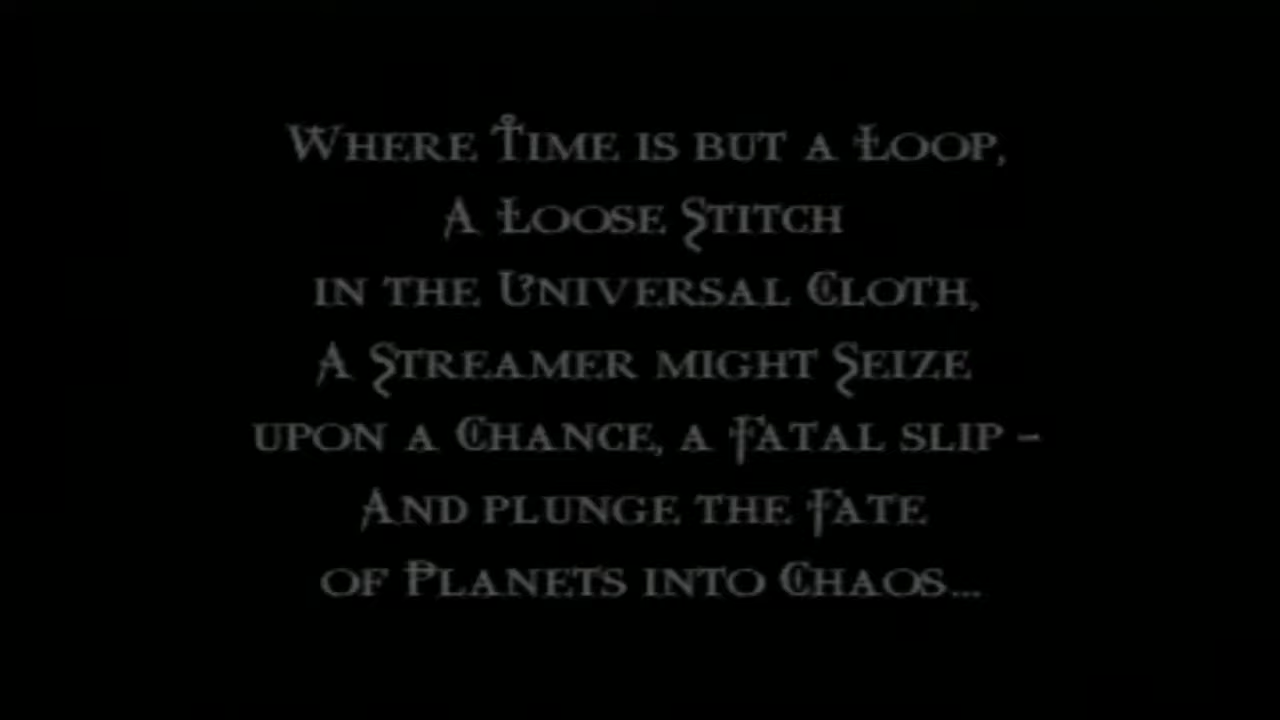 Where Time is but a Loop,
A Loose Stitch
in the Universal Cloth,
A Streamer might Seize
upon a Chance, a Fatal slip –
And plunge the Fate
of Planets into Chaos...